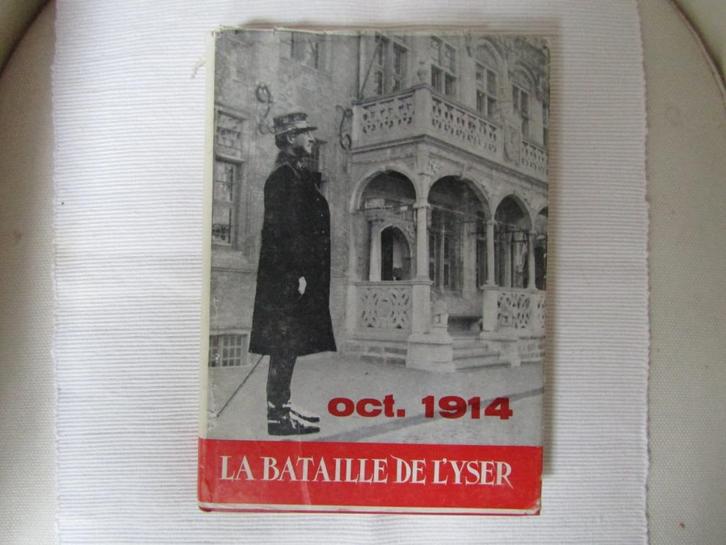 oct. 1914
LA BATAILLE DE L'YSER